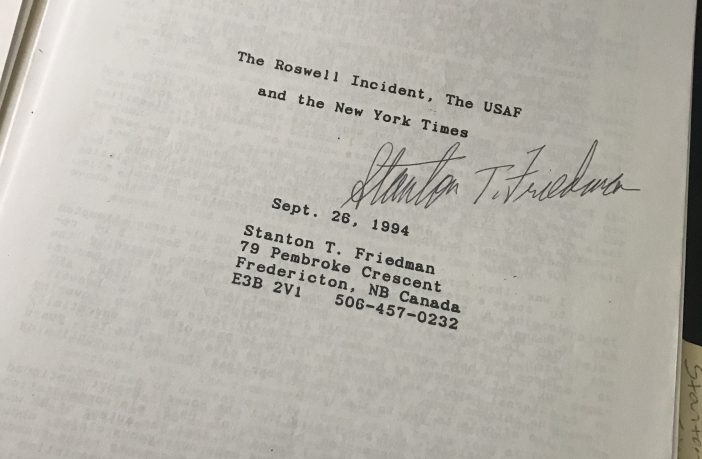 The Roswell Incident, The USAF
and the New York Times
Stanton T. Friedman
Sept. 26, 1994
Stanton T. Friedman
79 Pembroke Crescent
Fredericton, NB Canada
E3B 2V1 506-457-0232